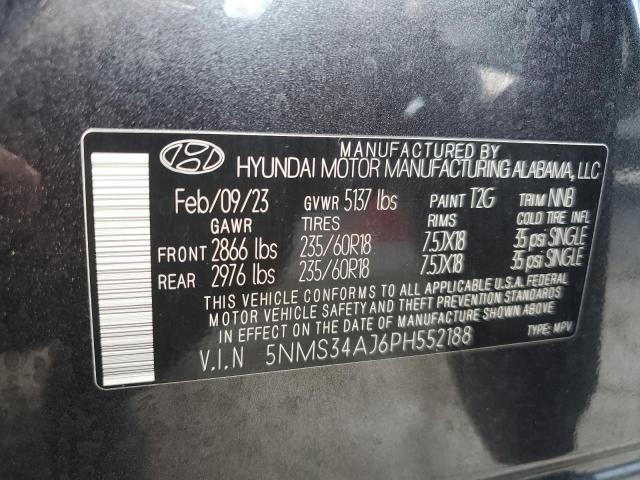 MANUFACTURED BY
HYUNDAI MOTOR MANUFACTURING ALABAMA, LLC
Feb/09/23 GVWR 5137 lbs PAINT T2G TRIM NNB
GAWR TIRES RIMS COLD TIRE INFL
FRONT 2866 lbs 235/60R18 7.5JX18 35 psi SINGLE
REAR 2976 lbs 235/60R18 7.5JX18 35 psi SINGLE
THIS VEHICLE CONFORMS TO ALL APPLICABLE U.S.A. FEDERAL
MOTOR VEHICLE SAFETY AND THEFT PREVENTION STANDARDS
IN EFFECT ON THE DATE OF MANUFACTURE SHOWN ABOVE
V.I.N 5NMS34AJ6PH552188 TYPE: MPV